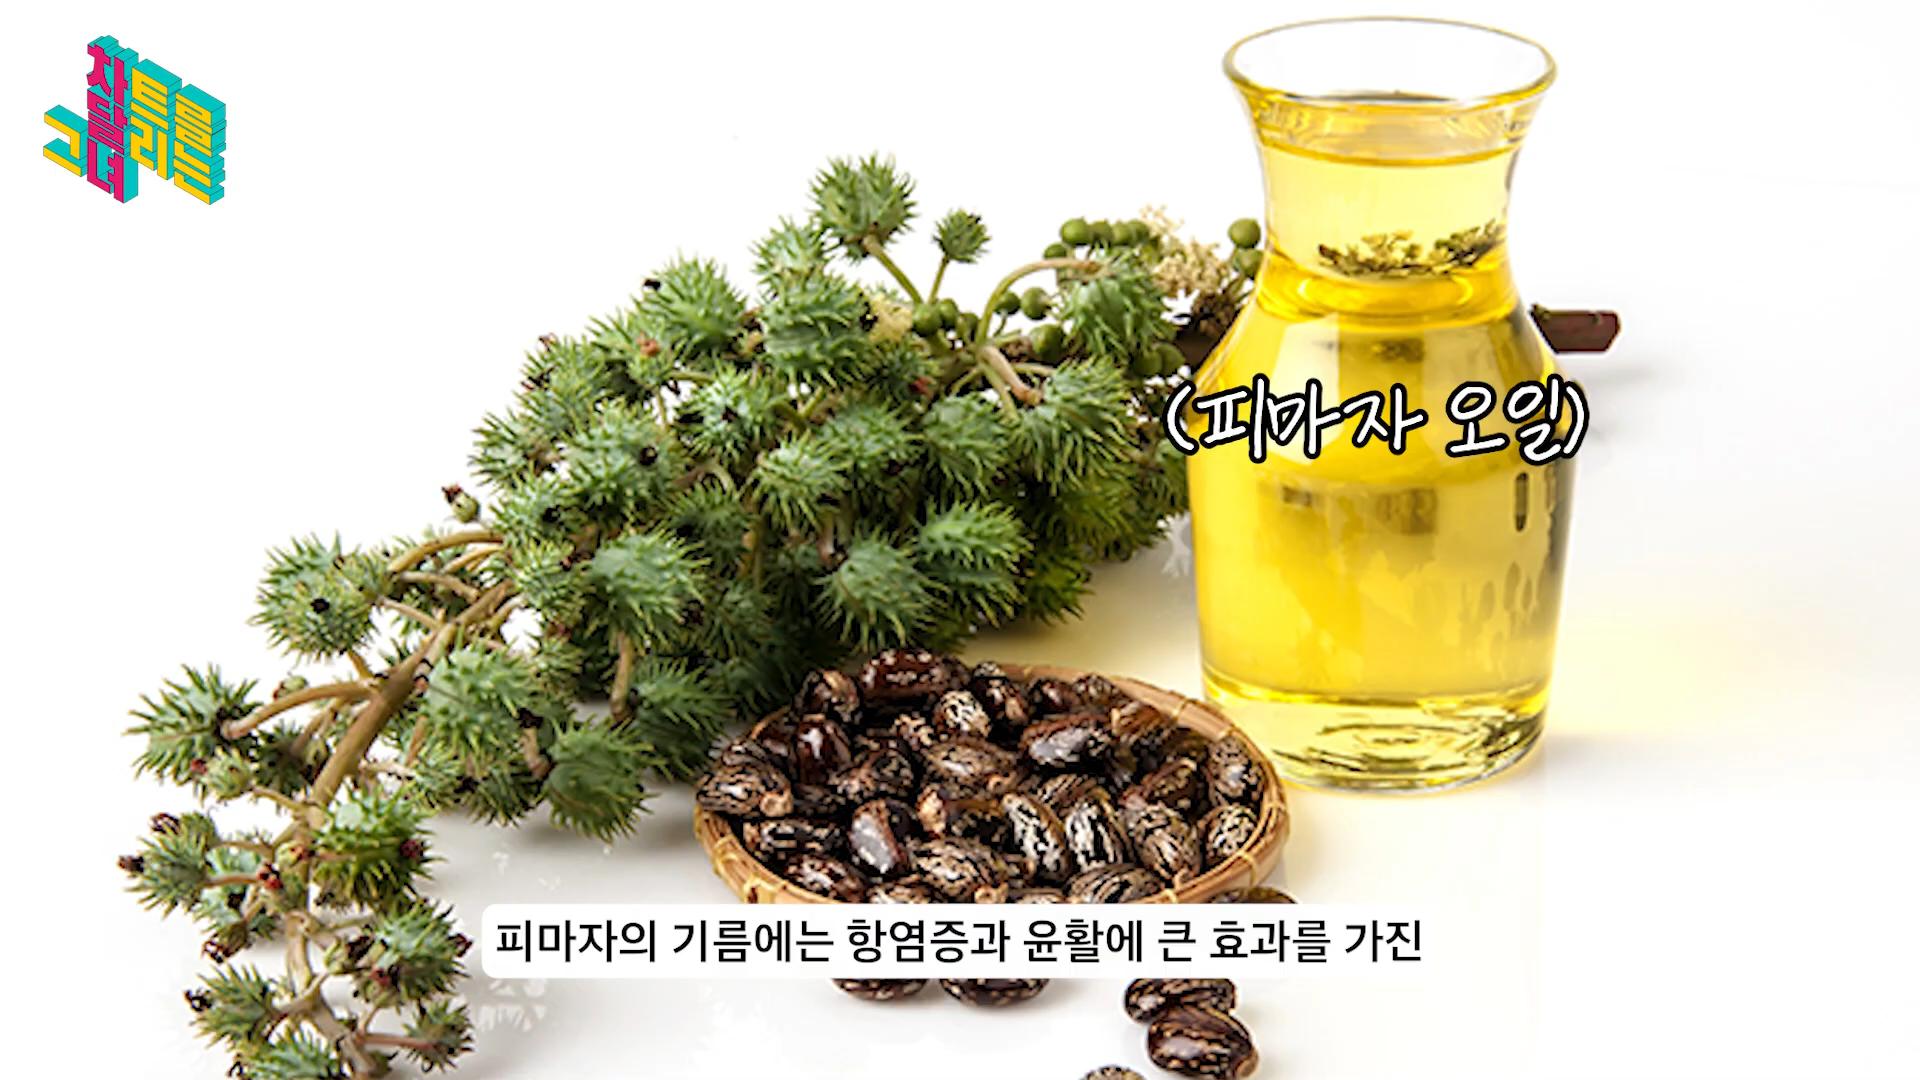 차트를
달리는
그녀
(피마자 오일)
피마자의 기름에는 항염증과 윤활에 큰 효과를 가진